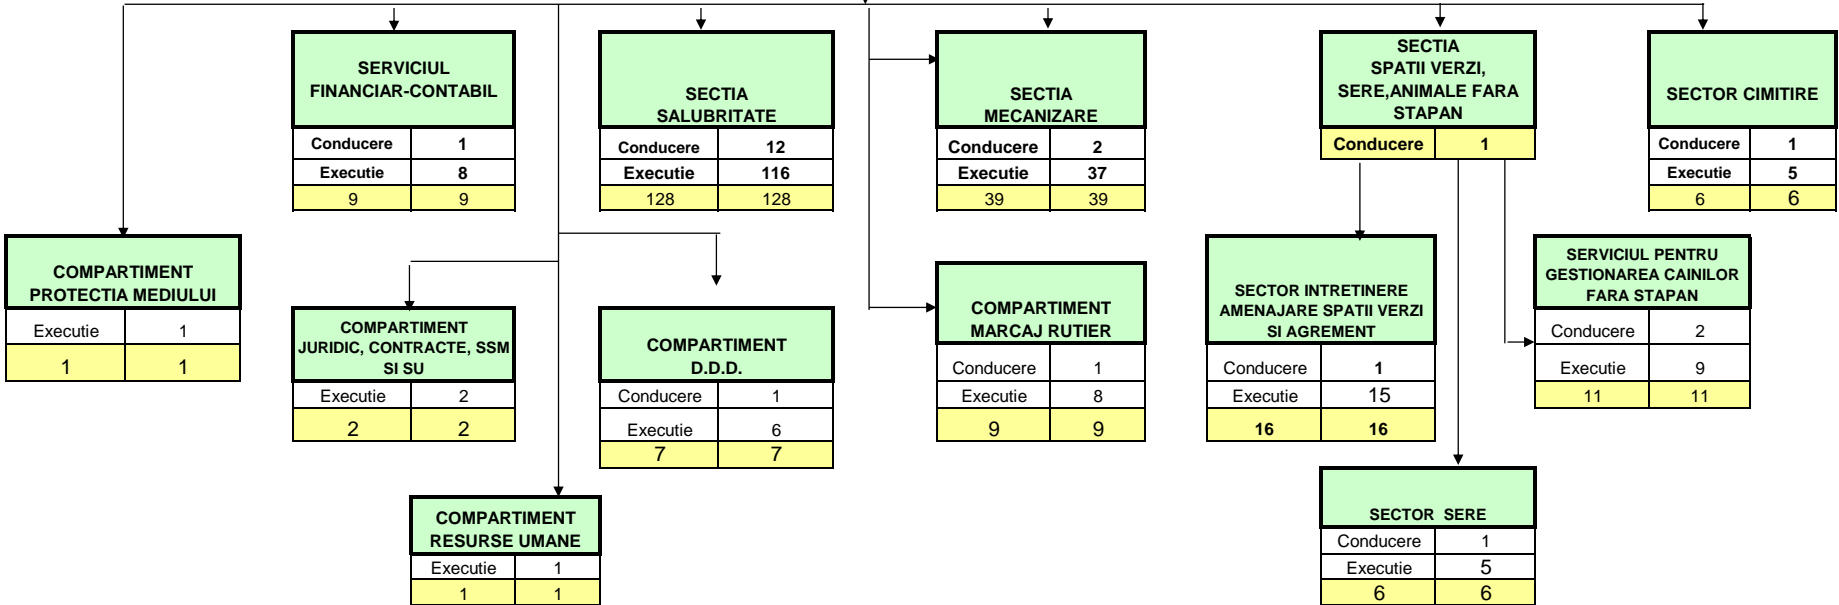 SERVICIUL
FINANCIAR-CONTABIL
Conducere 1
Executie 8
9 9
SECTIA
SALUBRITATE
Conducere 12
Executie 116
128 128
SECTIA
MECANIZARE
Conducere 2
Executie 37
39 39
SECTIA
SPATII VERZI,
SERE,ANIMALE FARA
STAPAN
Conducere 1
SECTOR CIMITIRE
Conducere 1
Executie 5
6 6
COMPARTIMENT
PROTECTIA MEDIULUI
Executie 1
1 1
COMPARTIMENT
JURIDIC, CONTRACTE, SSM
SI SU
Executie 2
2 2
COMPARTIMENT
D.D.D.
Conducere 1
Executie 6
7 7
COMPARTIMENT
MARCAJ RUTIER
Conducere 1
Executie 8
9 9
SECTOR INTRETINERE
AMENAJARE SPATII VERZI
SI AGREMENT
Conducere 1
Executie 15
16 16
SERVICIUL PENTRU
GESTIONAREA CAINILOR
FARA STAPAN
Conducere 2
Executie 9
11 11
COMPARTIMENT
RESURSE UMANE
Executie 1
1 1
SECTOR SERE
Conducere 1
Executie 5
6 6